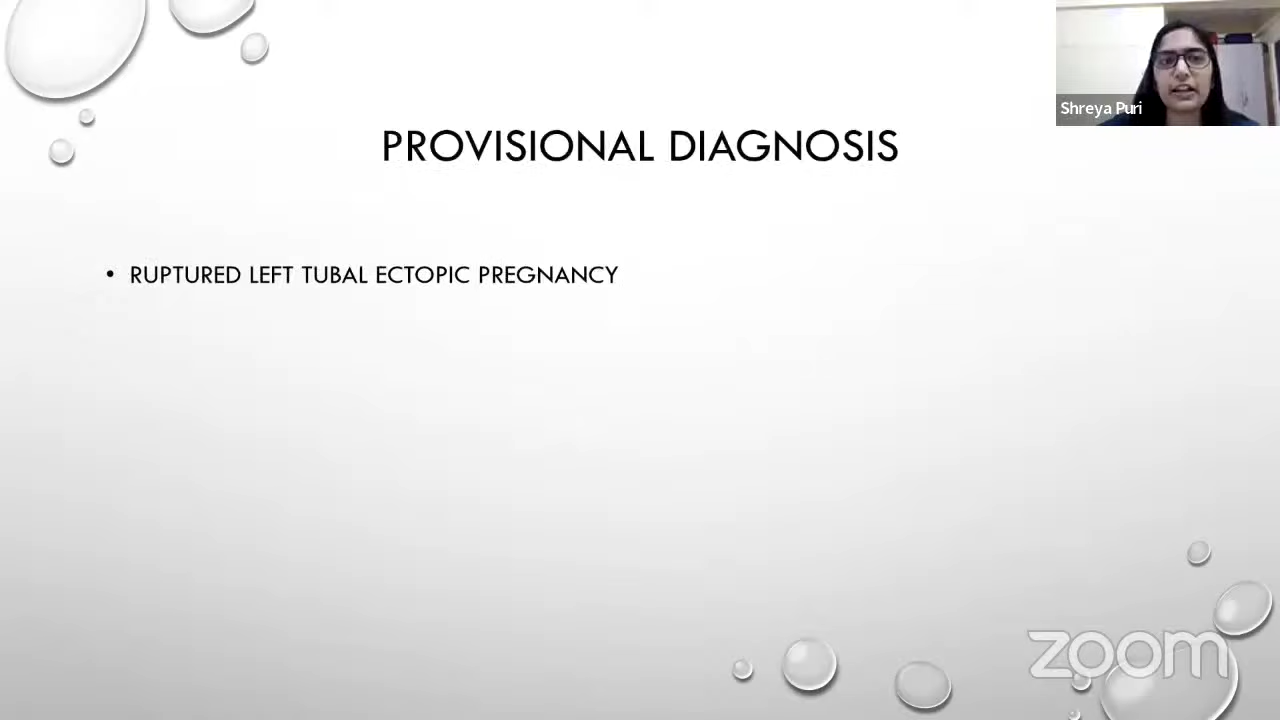 Shreya Puri
PROVISIONAL DIAGNOSIS
• RUPTURED LEFT TUBAL ECTOPIC PREGNANCY
zoom